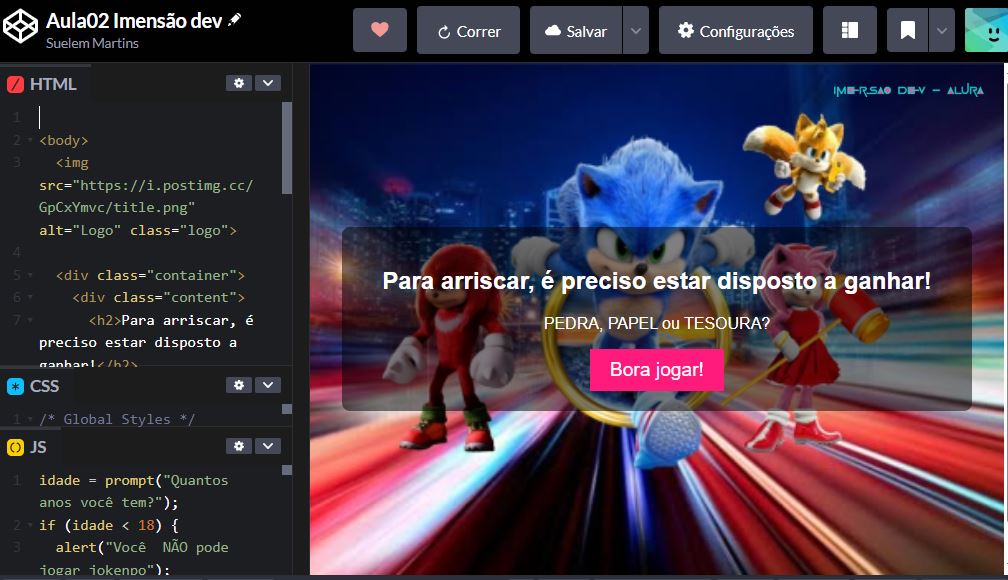 Aula02 Imensão dev
Suelem Martins
Correr
Salvar
Configurações
HTML
1
2 <body>
3 <img
src="https://i.postimg.cc/
GpCxYmvc/title.png"
alt="Logo" class="logo">
4
5 <div class="container">
6 <div class="content">
7 <h2>Para arriscar, é
preciso estar disposto a
ganhar!</h2>
CSS
1 /* Global Styles */
JS
1 idade = prompt("Quantos
anos você tem?");
2 if (idade < 18) {
3 alert("Você  NÃO pode
jogar jokenpo");
IMERSAO DEV - ALURA
Para arriscar, é preciso estar disposto a ganhar!
PEDRA, PAPEL ou TESOURA?
Bora jogar!